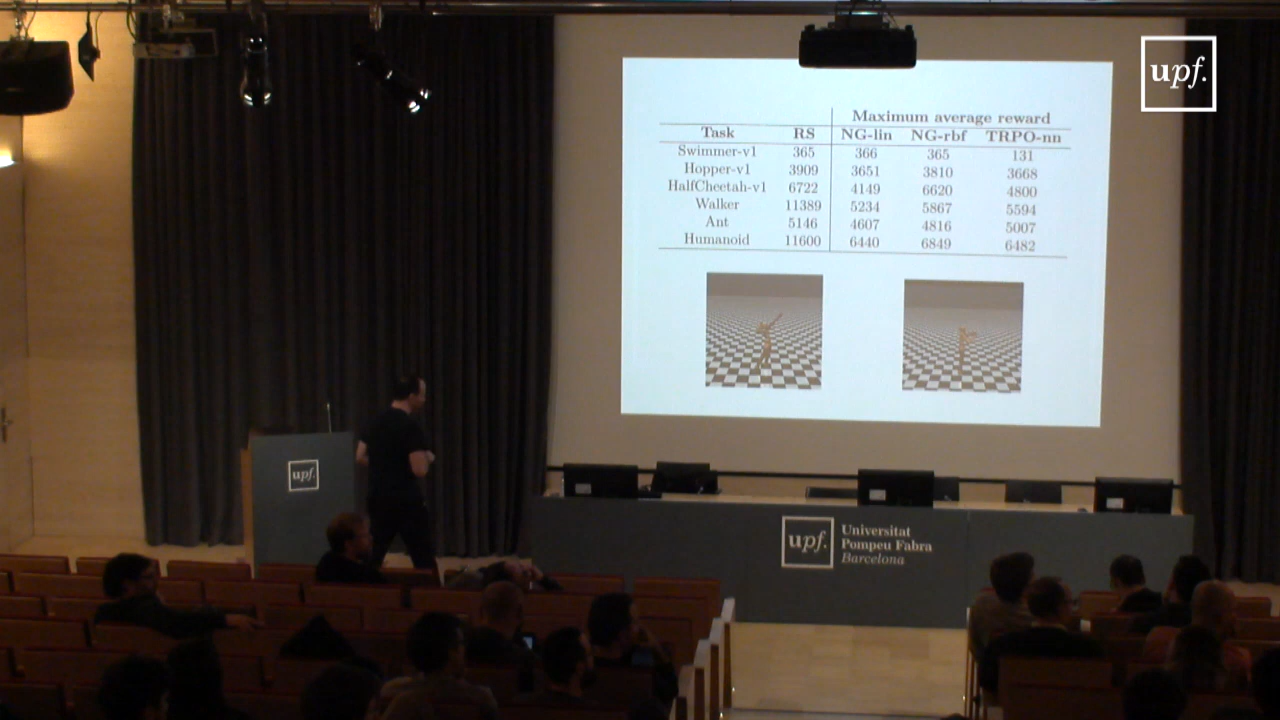 upf.
Maximum average reward
Task RS NG-lin NG-rbf TRPO-nn
Swimmer-v1 365 366 365 131
Hopper-v1 3909 3651 3810 3668
HalfCheetah-v1 6722 4149 6620 4800
Walker 11389 5234 5867 5594
Ant 5146 4607 4816 5007
Humanoid 11600 6440 6849 6482
upf.
upf.
Universitat
Pompeu Fabra
Barcelona